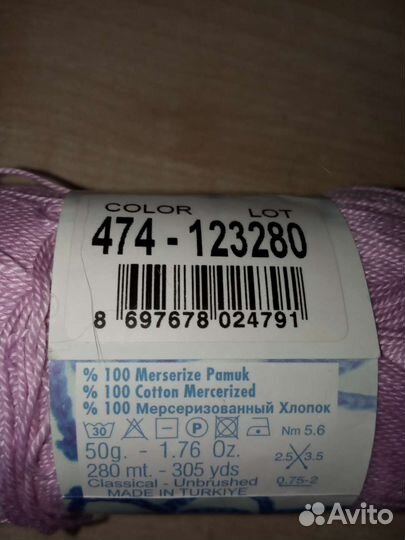 COLOR LOT
474 - 123280
8 697678 024791
% 100 Merserize Pamuk
% 100 Cotton Mercerized
% 100 Мерсеризованный Хлопок
30 P Nm 5.6
50g. - 1.76 Oz. 2.5 3.5
280 mt. - 305 yds
Classical - Unbrushed 0.75-2
MADE IN TURKIYE
Avito